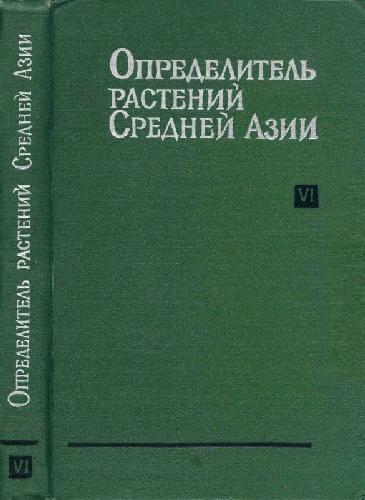 Определитель растений Средней Азии
VI
Определитель
растений
Средней Азии
VI